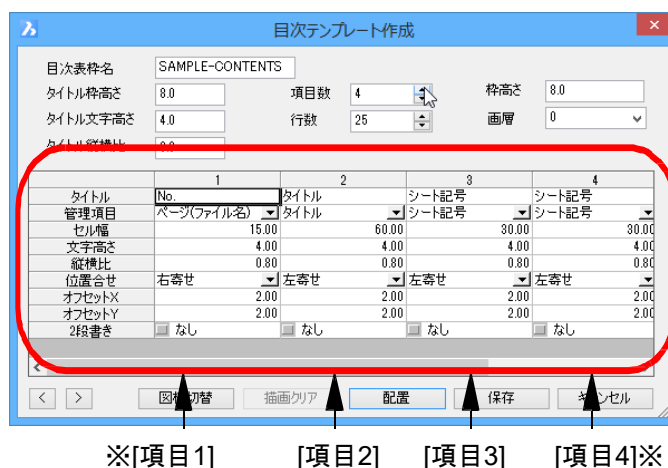 目次テンプレート作成
目次表枠名 SAMPLE-CONTENTS
タイトル枠高さ 8.0 項目数 4 枠高さ 8.0
タイトル文字高さ 4.0 行数 25 画層 0
1 2 3 4
タイトル No. タイトル シート記号 シート記号
管理項目 ページ(ファイル名) タイトル シート記号 シート記号
セル幅 15.00 60.00 30.00 30.00
文字高さ 4.00 4.00 4.00 4.00
縦横比 0.80 0.80 0.80 0.80
位置合せ 右寄せ 左寄せ 左寄せ 左寄せ
オフセットX 2.00 2.00 2.00 2.00
オフセットY 2.00 2.00 2.00 2.00
2段書き なし なし なし なし
< > 描画クリア 配置 保存
※[項目1] [項目2] [項目3] [項目4]※